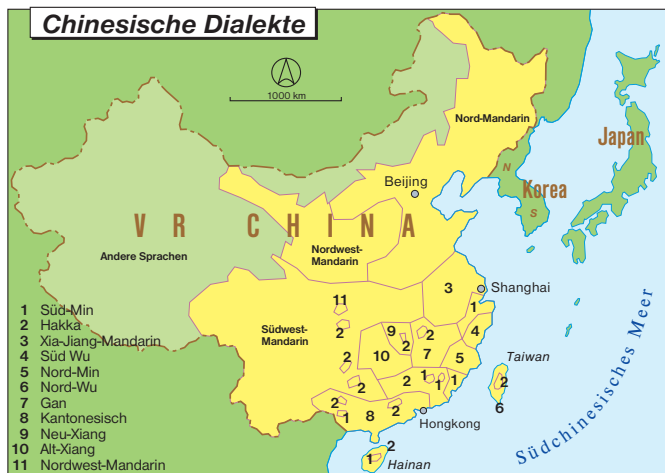 Chinesische Dialekte
1000 km
Nord-Mandarin
Japan
N
Korea
S
Beijing
VR CHINA
Andere Sprachen
Nordwest-
Mandarin
Shanghai
3
1
11
2
Südwest-
Mandarin
9
2
2
4
10
7
5
2
2
2
1
1
1
Taiwan
2
6
2
1
8
2
Hongkong
2
1
Hainan
Südchinesisches Meer
1 Süd-Min
2 Hakka
3 Xia-Jiang-Mandarin
4 Süd Wu
5 Nord-Min
6 Nord-Wu
7 Gan
8 Kantonesisch
9 Neu-Xiang
10 Alt-Xiang
11 Nordwest-Mandarin